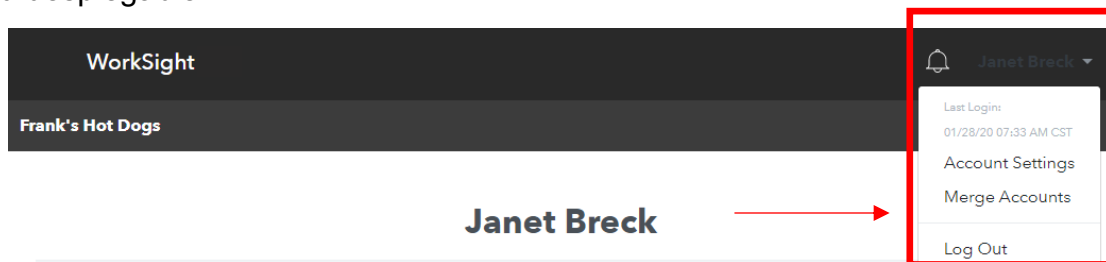 WorkSight
Janet Breck
Frank's Hot Dogs
Last Login:
01/28/20 07:33 AM CST
Account Settings
Merge Accounts
Log Out
Janet Breck